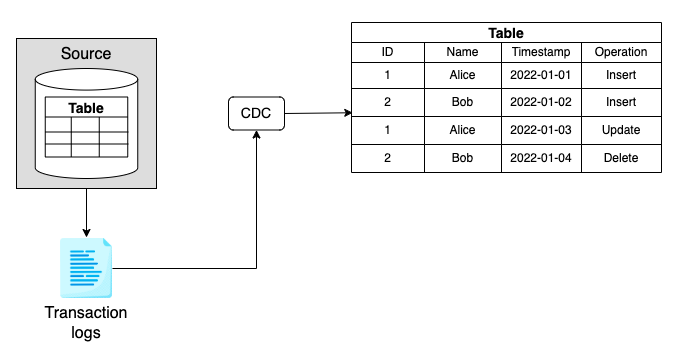 Source
Table
Transaction
logs
CDC
Table
ID Name Timestamp Operation
1 Alice 2022-01-01 Insert
2 Bob 2022-01-02 Insert
1 Alice 2022-01-03 Update
2 Bob 2022-01-04 Delete